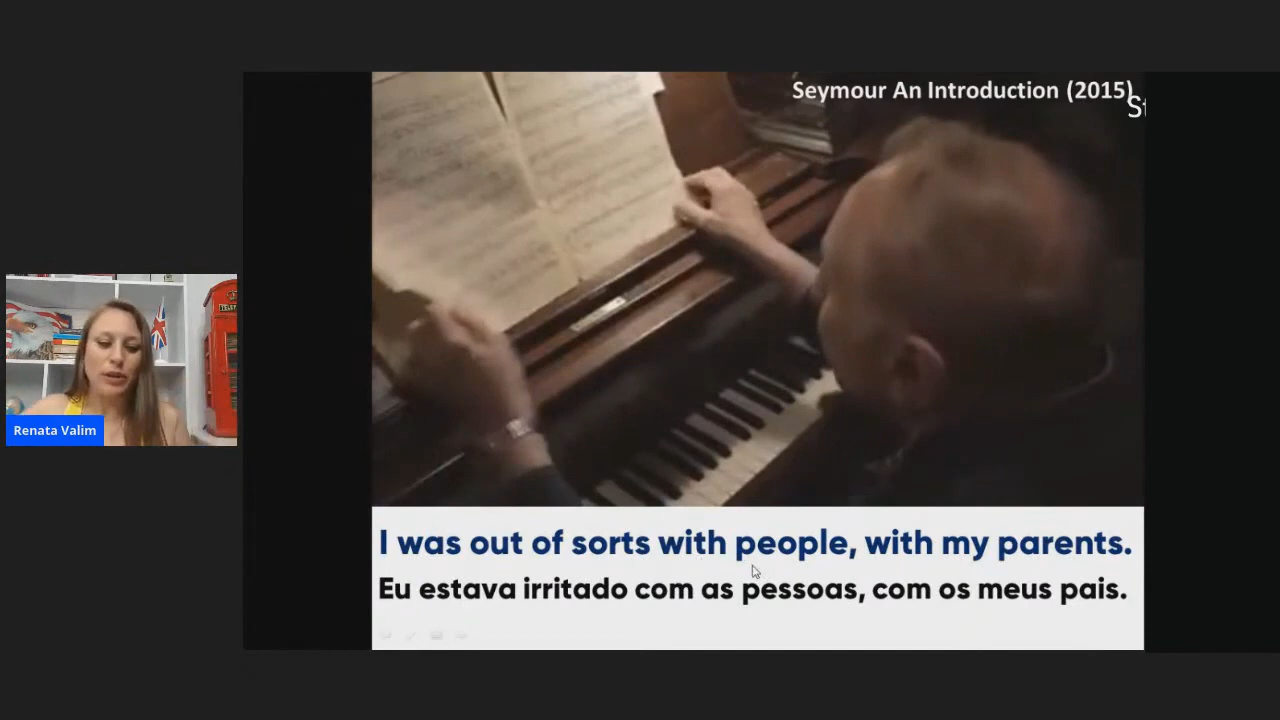 Seymour An Introduction (2015)
St
Renata Valim
I was out of sorts with people, with my parents.
Eu estava irritado com as pessoas, com os meus pais.